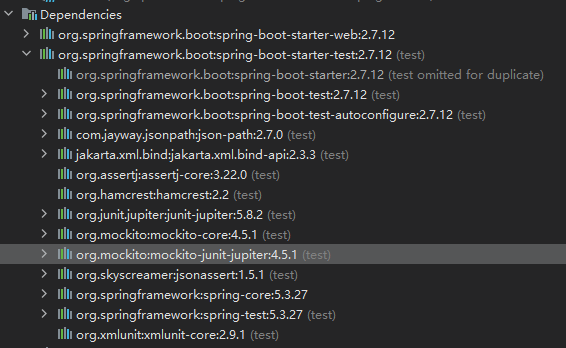 Dependencies
org.springframework.boot:spring-boot-starter-web:2.7.12
org.springframework.boot:spring-boot-starter-test:2.7.12 (test)
org.springframework.boot:spring-boot-starter:2.7.12 (test omitted for duplicate)
org.springframework.boot:spring-boot-test:2.7.12 (test)
org.springframework.boot:spring-boot-test-autoconfigure:2.7.12 (test)
com.jayway.jsonpath:json-path:2.7.0 (test)
jakarta.xml.bind:jakarta.xml.bind-api:2.3.3 (test)
org.assertj:assertj-core:3.22.0 (test)
org.hamcrest:hamcrest:2.2 (test)
org.junit.jupiter:junit-jupiter:5.8.2 (test)
org.mockito:mockito-core:4.5.1 (test)
org.mockito:mockito-junit-jupiter:4.5.1 (test)
org.skyscreamer:jsonassert:1.5.1 (test)
org.springframework:spring-core:5.3.27
org.springframework:spring-test:5.3.27 (test)
org.xmlunit:xmlunit-core:2.9.1 (test)